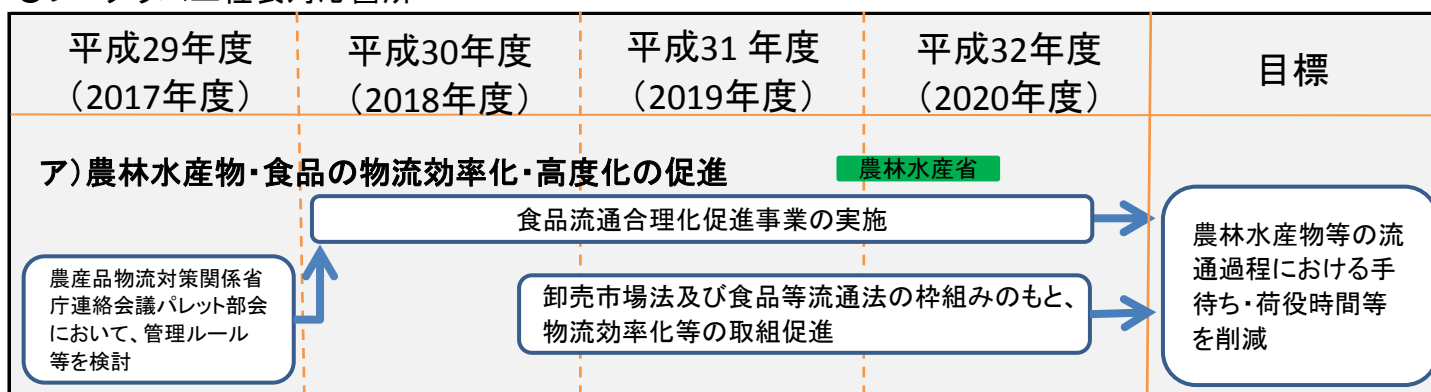 平成29年度
（2017年度）
平成30年度
（2018年度）
平成31 年度
（2019年度）
平成32年度
（2020年度）
目標
ア）農林水産物・食品の物流効率化・高度化の促進
農林水産省
食品流通合理化促進事業の実施
農産品物流対策関係省
庁連絡会議パレット部会
において、管理ルール
等を検討
卸売市場法及び食品等流通法の枠組みのもと、
物流効率化等の取組促進
農林水産物等の流
通過程における手
待ち・荷役時間等
を削減